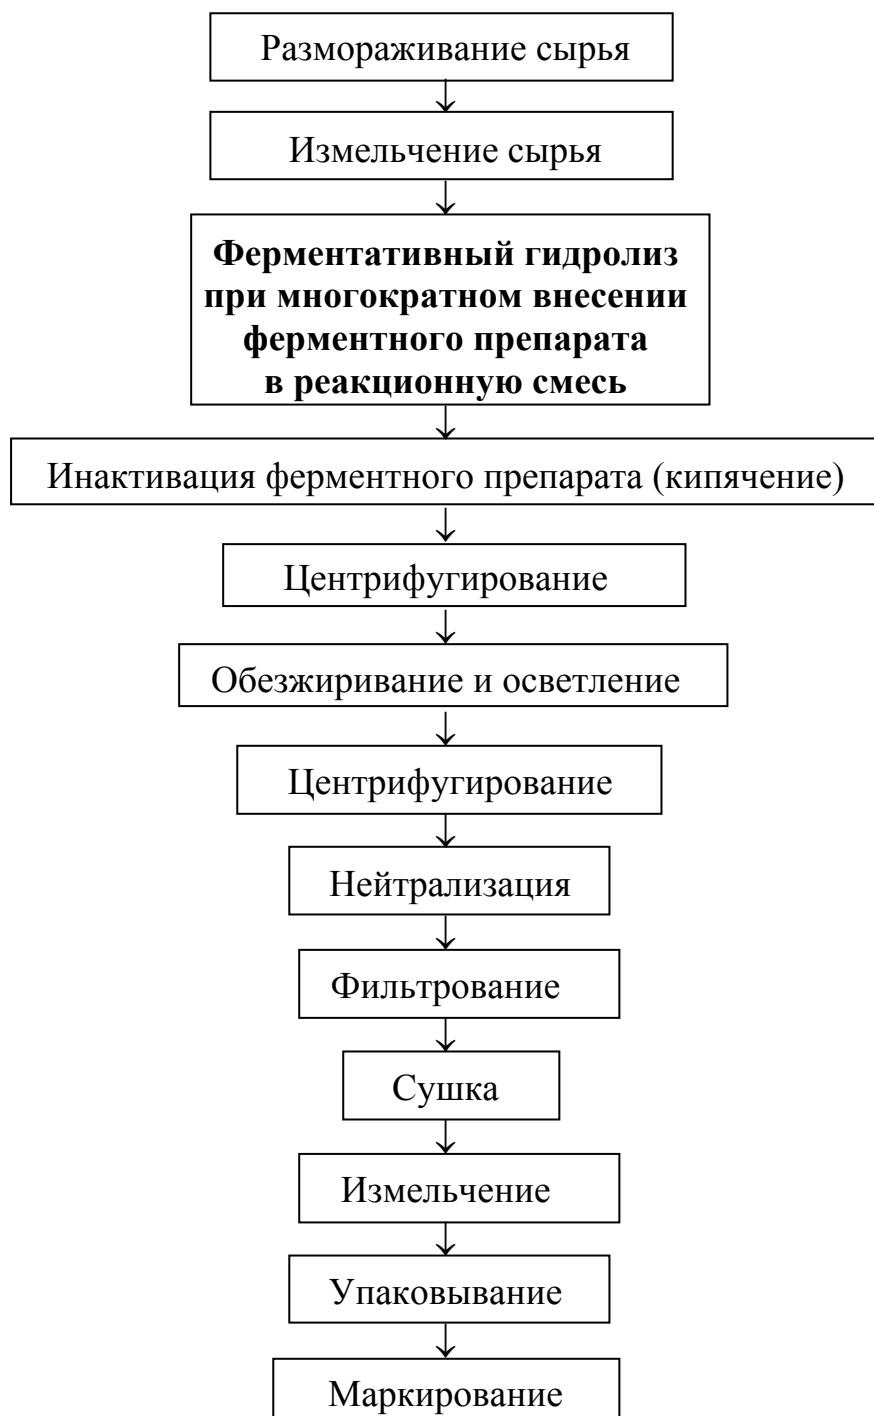 Размораживание сырья
Измельчение сырья
Ферментативный гидролиз
при многократном внесении
ферментного препарата
в реакционную смесь
Инактивация ферментного препарата (кипячение)
Центрифугирование
Обезжиривание и осветление
Центрифугирование
Нейтрализация
Фильтрование
Сушка
Измельчение
Упаковывание
Маркирование